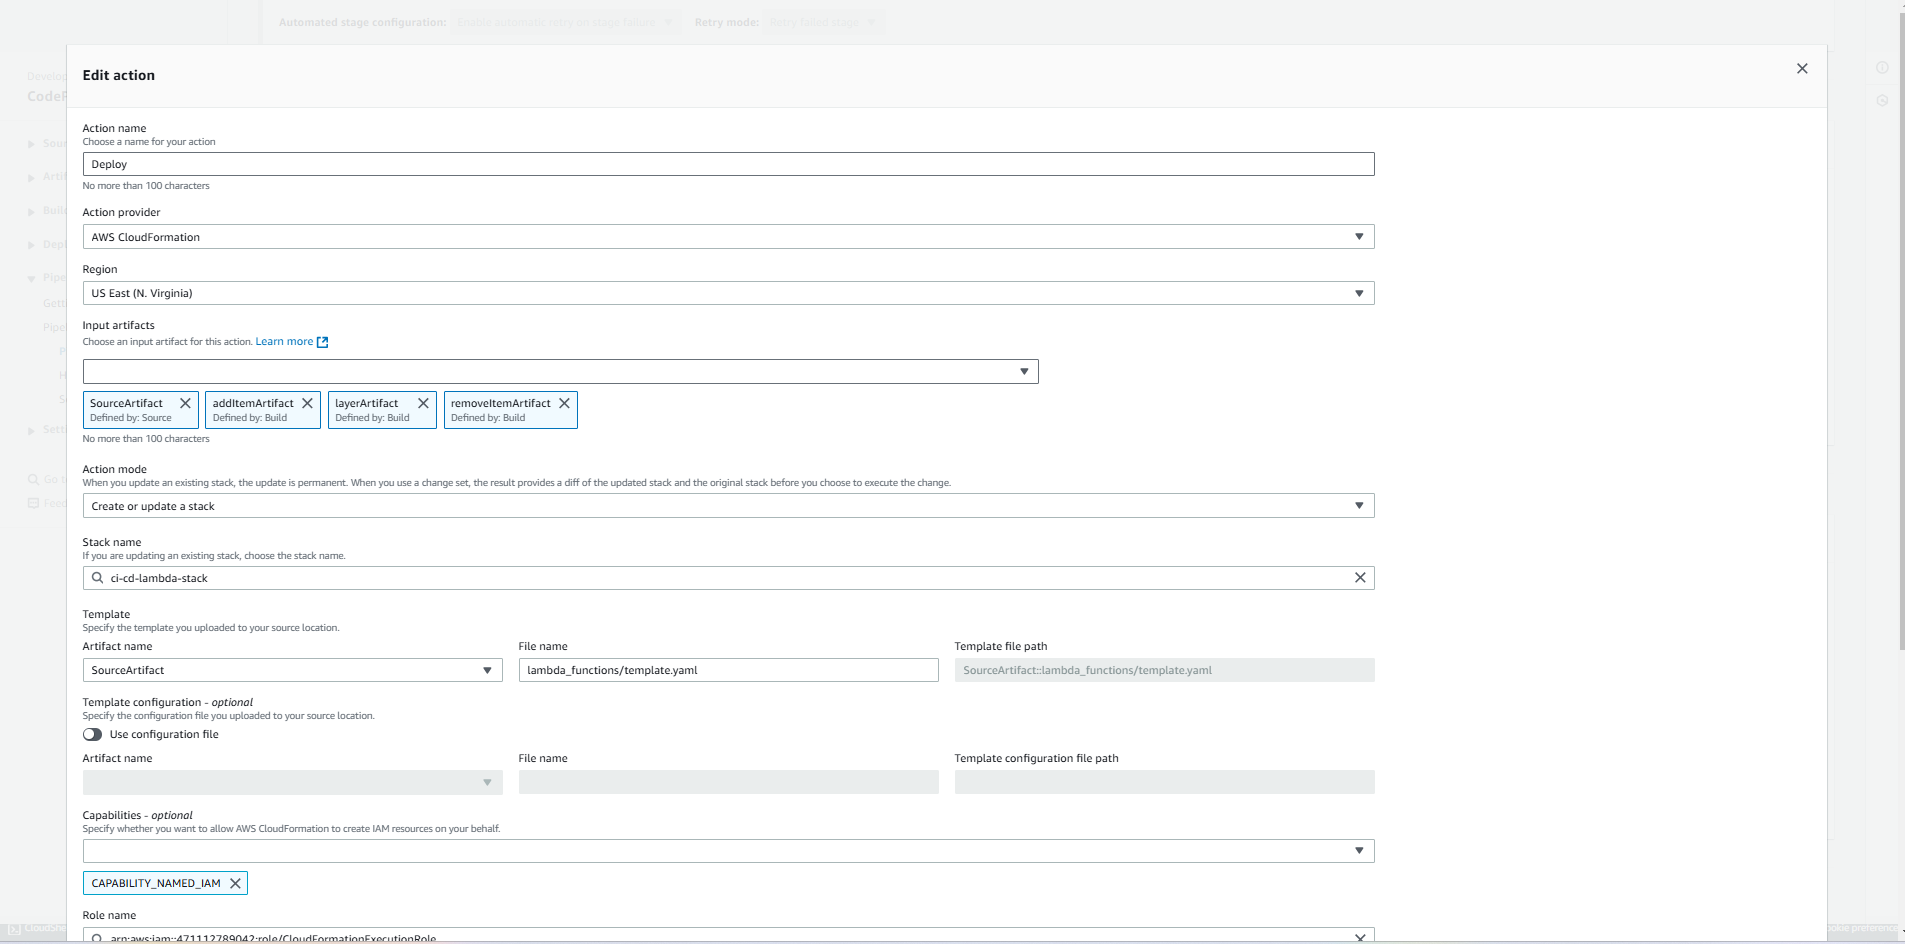 Automated stage configuration: Enable automatic retry on stage failure Retry mode: Retry failed stage
Edit action
Action name
Choose a name for your action
Deploy
No more than 100 characters
Action provider
AWS CloudFormation
Region
US East (N. Virginia)
Input artifacts
Choose an input artifact for this action. Learn more
SourceArtifact addItemArtifact layerArtifact removeItemArtifact
Defined by: Source Defined by: Build Defined by: Build Defined by: Build
No more than 100 characters
Action mode
When you update an existing stack, the update is permanent. When you use a change set, the result provides a diff of the updated stack and the original stack before you choose to execute the change.
Create or update a stack
Stack name
If you are updating an existing stack, choose the stack name.
ci-cd-lambda-stack
Template
Specify the template you uploaded to your source location.
Artifact name File name Template file path
SourceArtifact lambda_functions/template.yaml SourceArtifact::lambda_functions/template.yaml
Template configuration - optional
Specify the configuration file you uploaded to your source location.
Use configuration file
Artifact name File name Template configuration file path
Capabilities - optional
Specify whether you want to allow AWS CloudFormation to create IAM resources on your behalf.
CAPABILITY_NAMED_IAM
Role name
arn:aws:iam::471112789042:role/CloudFormationExecutionRole